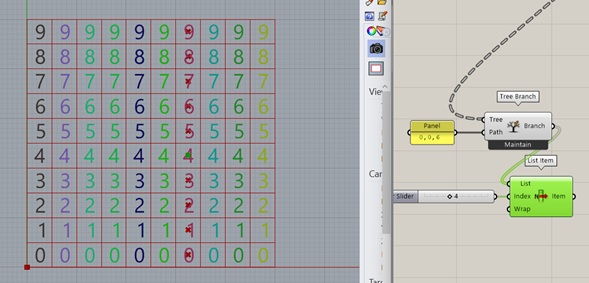 9 9 9 9 9 9 9 9 9 9
8 8 8 8 8 8 8 8 8 8
7 7 7 7 7 7 7 7 7 7
6 6 6 6 6 6 6 6 6 6
5 5 5 5 5 5 5 5 5 5
4 4 4 4 4 4 4 4 4 4
3 3 3 3 3 3 3 3 3 3
2 2 2 2 2 2 2 2 2 2
1 1 1 1 1 1 1 1 1 1
0 0 0 0 0 0 0 0 0 0
Tree Branch
Panel
0,0,6
Tree
Path
Branch
Maintain
List Item
Slider
4
List
Index
Wrap
Item